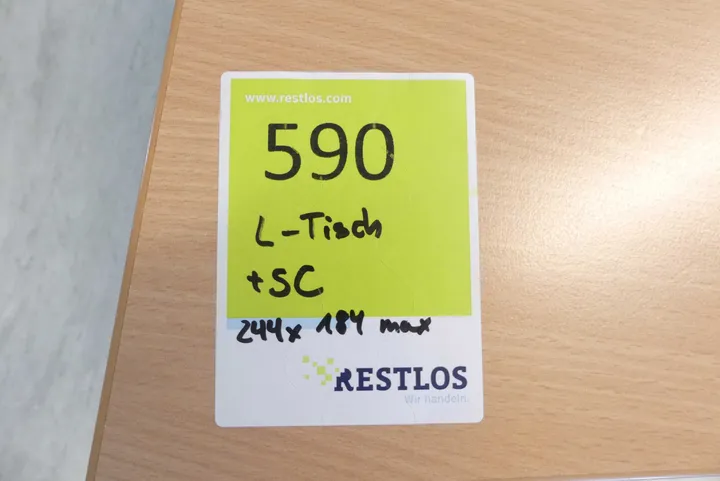 www.restlos.com
590
L-Tisch
+SC
244x 184 max
RESTLOS
Wir handeln.